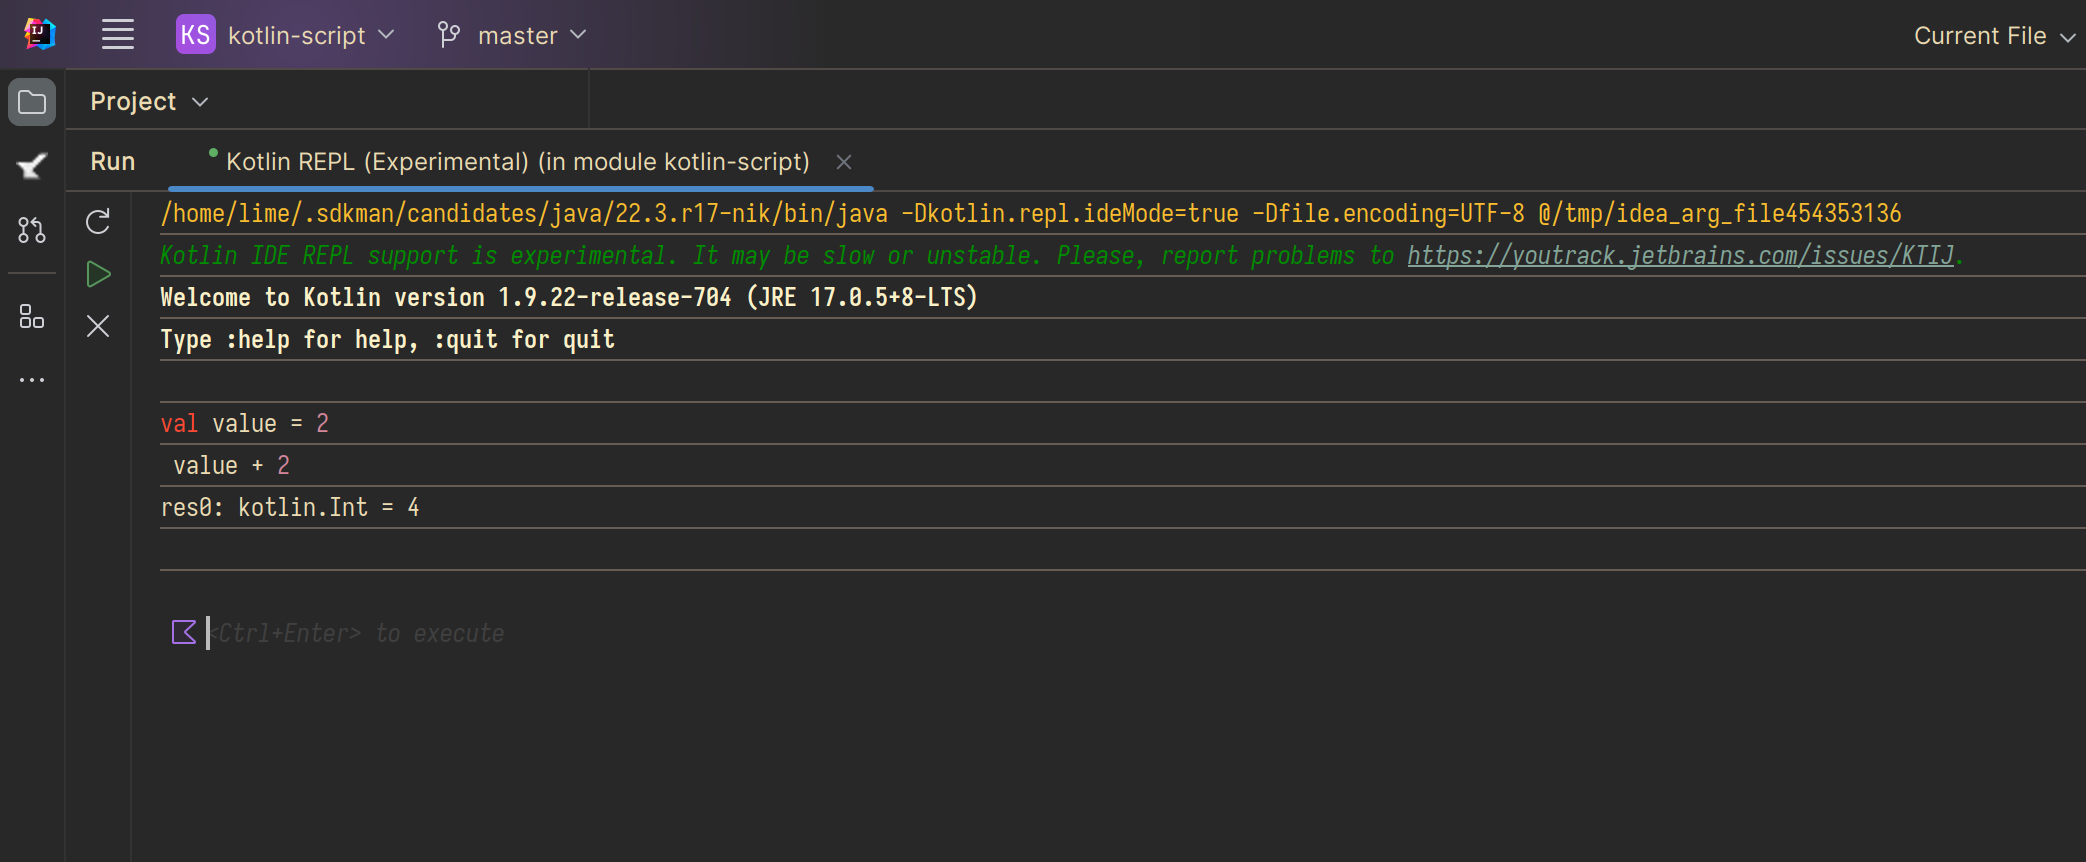 IJ
KS kotlin-script master Current File
Project
Run Kotlin REPL (Experimental) (in module kotlin-script)
/home/lime/.sdkman/candidates/java/22.3.r17-nik/bin/java -Dkotlin.repl.ideMode=true -Dfile.encoding=UTF-8 @/tmp/idea_arg_file454353136
Kotlin IDE REPL support is experimental. It may be slow or unstable. Please, report problems to https://youtrack.jetbrains.com/issues/KTIJ.
Welcome to Kotlin version 1.9.22-release-704 (JRE 17.0.5+8-LTS)
Type :help for help, :quit for quit
val value = 2
value + 2
res0: kotlin.Int = 4
<Ctrl+Enter> to execute